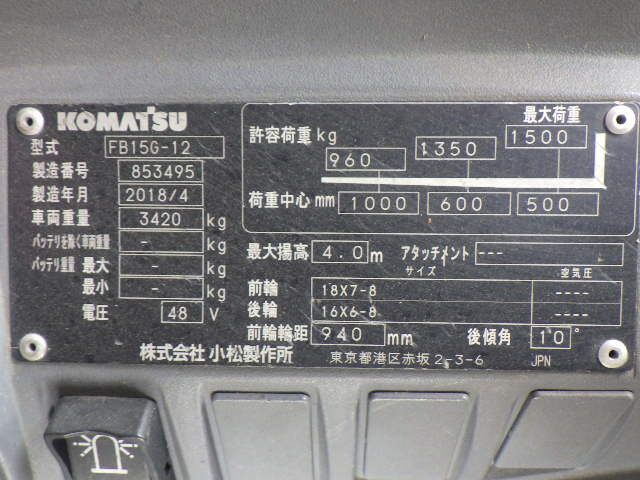 KOMATSU
型式 FB15G-12
製造番号 853495
製造年月 2018/4
車両重量 3420 kg
バッテリを除く車両重量 - kg
バッテリ重量 最大 - kg
最小 - kg
電圧 48 V
株式会社 小松製作所
最大荷重
許容荷重 kg 960 1350 1500
荷重中心 mm 1000 600 500
最大揚高 4.0 m アタッチメント ---
サイズ 空気圧
前輪 18X7-8 ----
後輪 16X6-8 ----
前輪輪距 940 mm 後傾角 10°
東京都港区赤坂 2-3-6 JPN